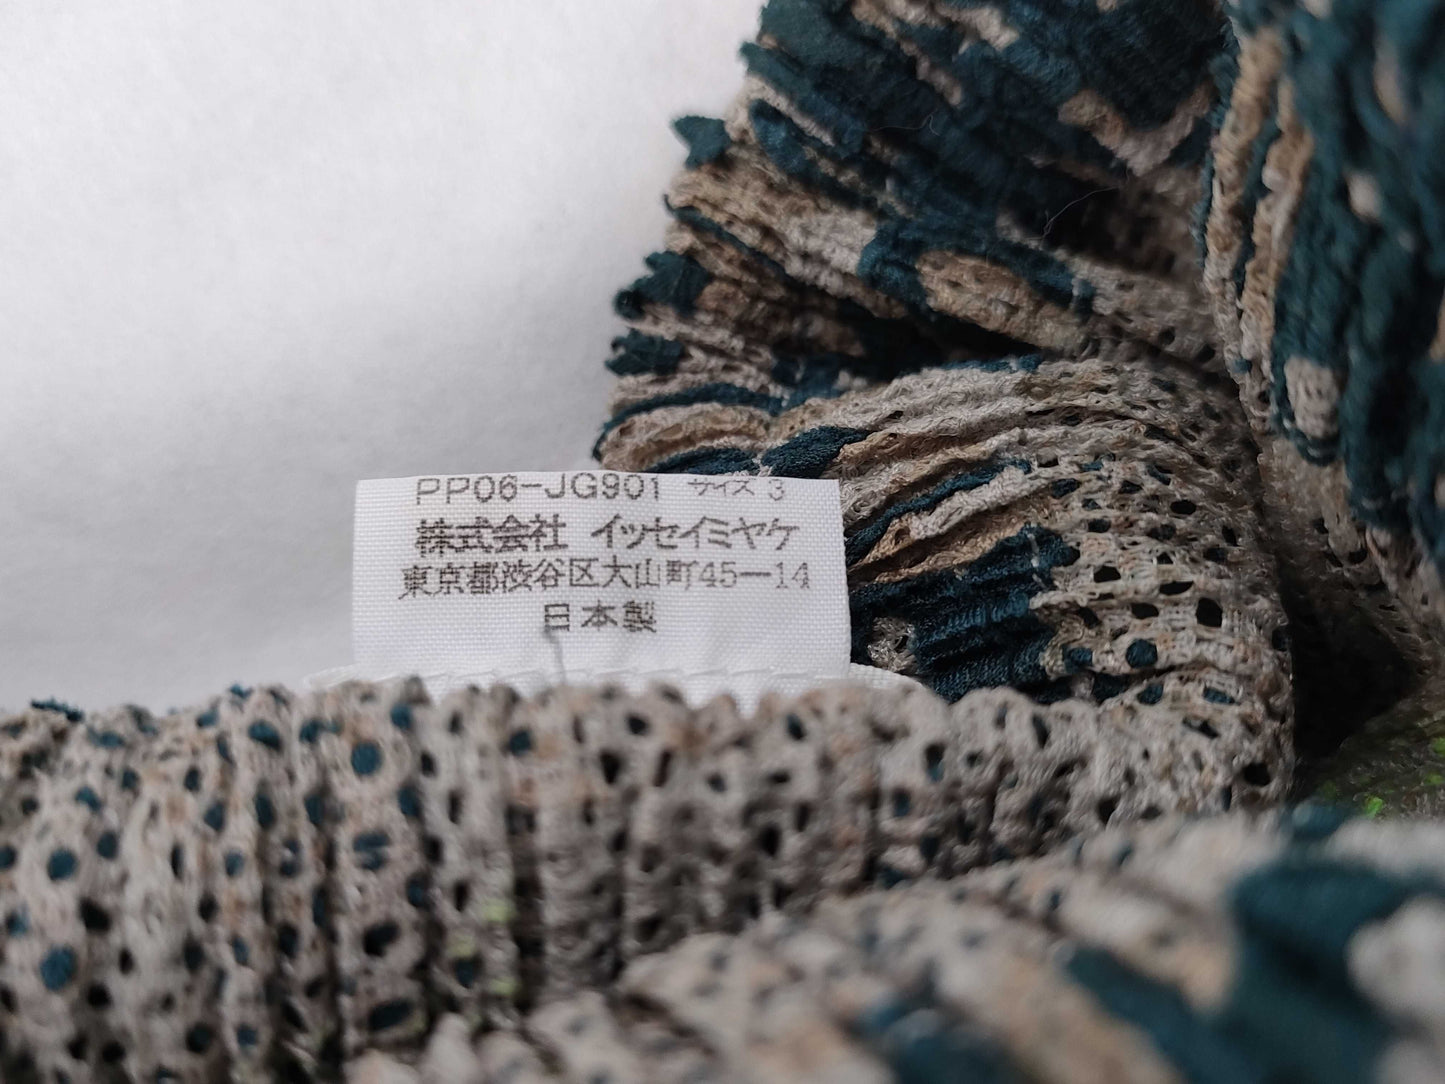 PP06-JG901 サイズ 3
株式会社 イッセイミヤケ
東京都渋谷区大山町45ー14
日本製